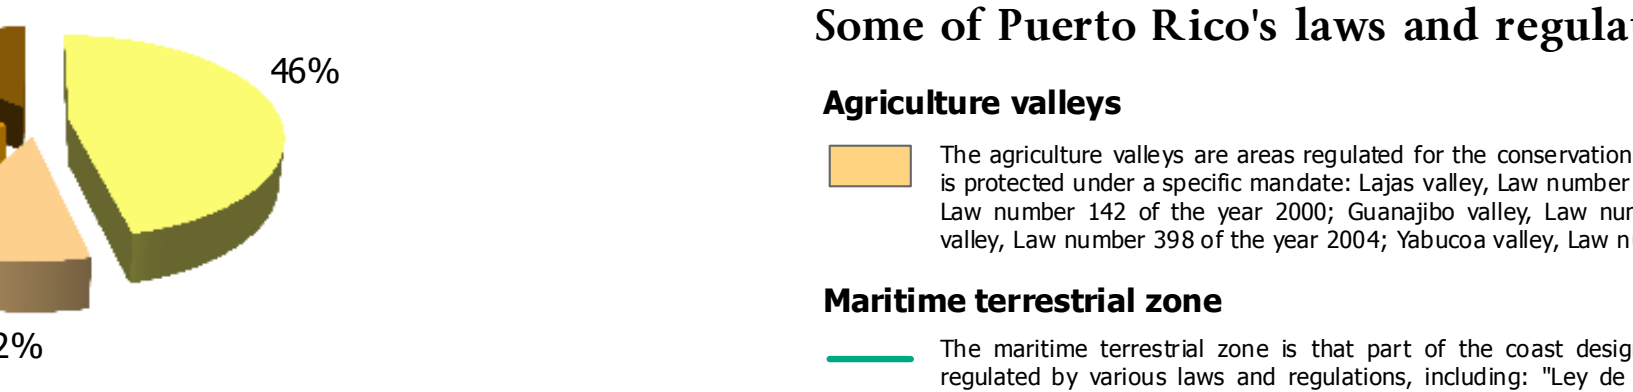 46%
2%
Some of Puerto Rico's laws and
Agriculture valleys
The agriculture valleys are areas regulated for the conservation
is protected under a specific mandate: Lajas valley, Law number
Law number 142 of the year 2000; Guanajibo valley, Law
valley, Law number 398 of the year 2004; Yabucoa valley, Law
Maritime terrestrial zone
The maritime terrestrial zone is that part of the coast
regulated by various laws and regulations, including: "Ley de